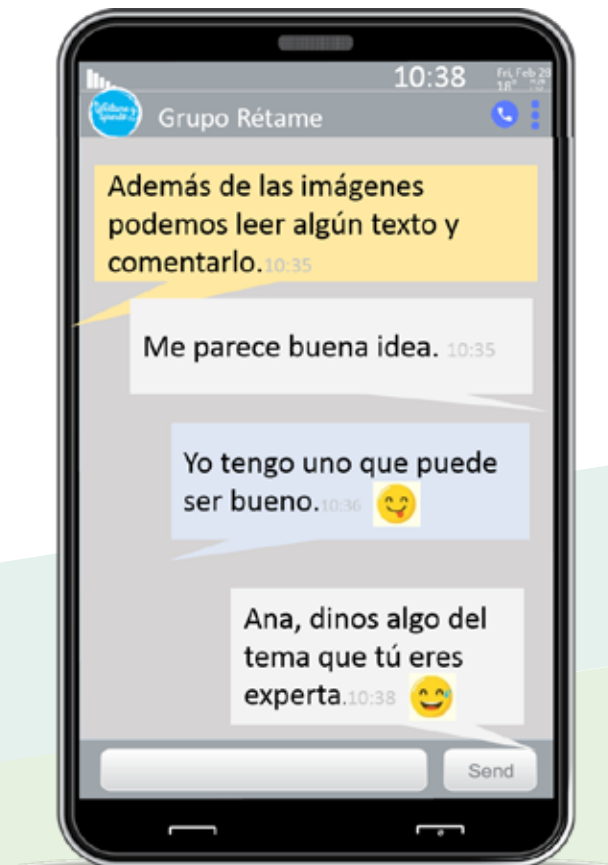 10:38
Fri, Feb 28
18°
Grupo Rétame
Además de las imágenes
podemos leer algún texto y
comentarlo. 10:35
Me parece buena idea. 10:35
Yo tengo uno que puede
ser bueno. 10:36
Ana, dinos algo del
tema que tú eres
experta. 10:38
Send